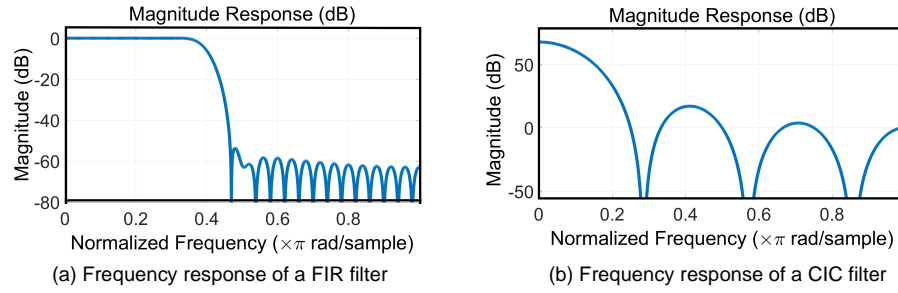 Magnitude Response (dB)
0
-20
-40
-60
-80
Magnitude (dB)
0
0.2
0.4
0.6
0.8
Normalized Frequency (×π rad/sample)
(a) Frequency response of a FIR filter
Magnitude Response (dB)
50
0
-50
Magnitude (dB)
0
0.2
0.4
0.6
0.8
Normalized Frequency (×π rad/sample)
(b) Frequency response of a CIC filter